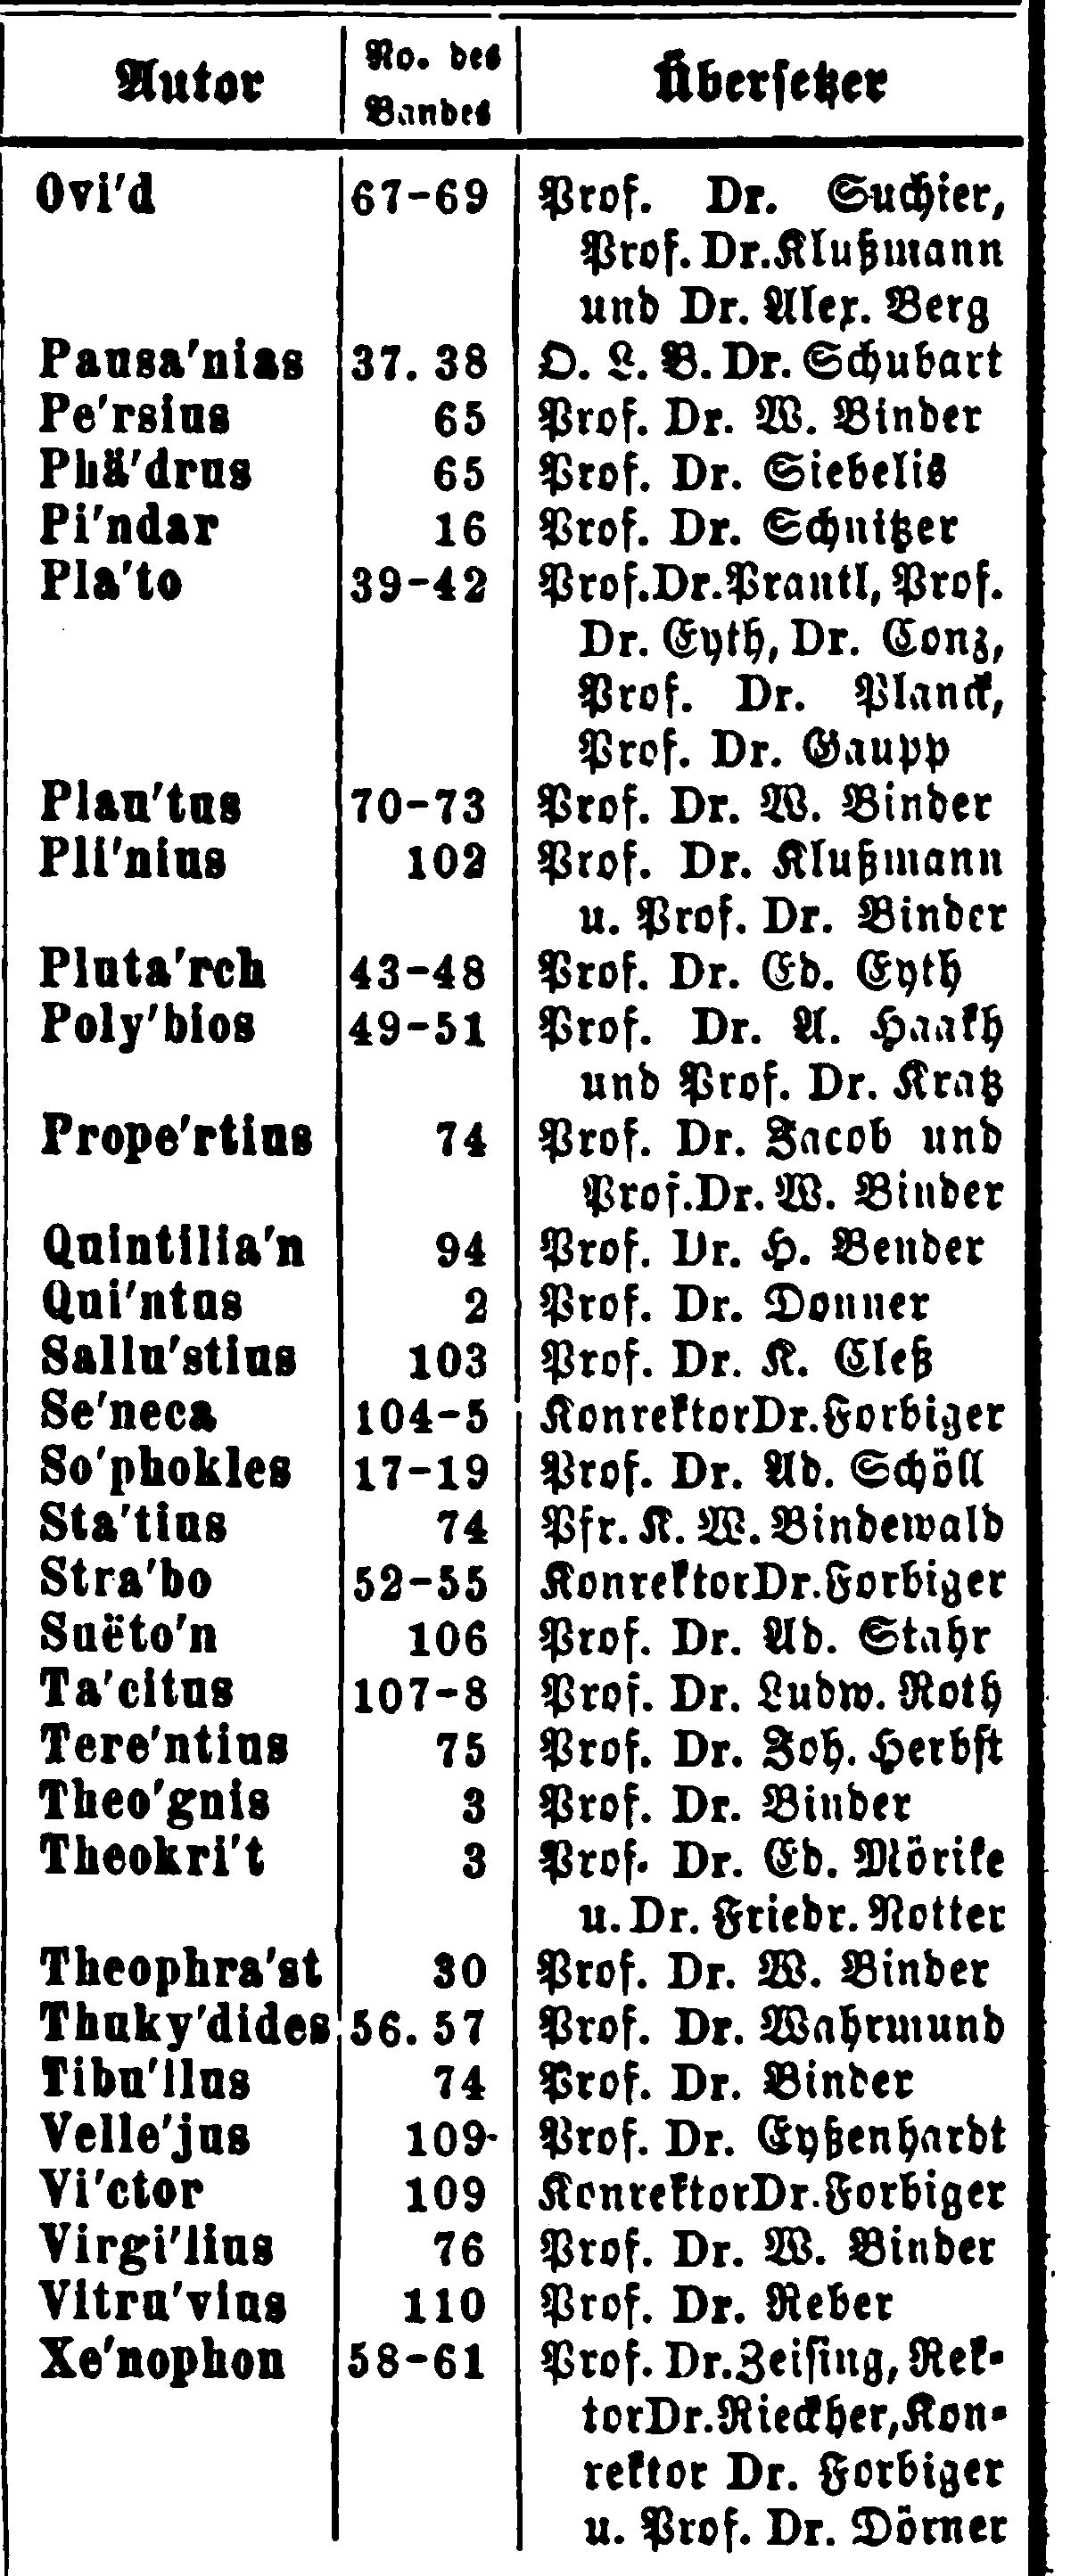 Autor No. des Bandes Übersetzer
Ovi'd 67-69 Prof. Dr. Suchier,
Prof. Dr. Klußmann
und Dr. Alex. Berg
Pausa'nias 37. 38 O. L. B. Dr. Schubart
Pe'rsius 65 Prof. Dr. W. Binder
Phä'drus 65 Prof. Dr. Siebelis
Pi'ndar 16 Prof. Dr. Schnitzer
Pla'to 39-42 Prof. Dr. Prantl, Prof.
Dr. Eyth, Dr. Conz,
Prof. Dr. Planck,
Prof. Dr. Gaupp
Plau'tus 70-73 Prof. Dr. W. Binder
Pli'nius 102 Prof. Dr. Klußmann
u. Prof. Dr. Binder
Pluta'rch 43-48 Prof. Dr. Ed. Eyth
Poly'bios 49-51 Prof. Dr. A. Haakh
und Prof. Dr. Kratz
Prope'rtius 74 Prof. Dr. Jacob und
Prof. Dr. W. Binder
Quintilia'n 94 Prof. Dr. H. Bender
Qui'ntus 2 Prof. Dr. Donner
Sallu'stius 103 Prof. Dr. K. Cleß
Se'neca 104-5 Konrektor Dr. Forbiger
So'phokles 17-19 Prof. Dr. Ad. Schöll
Sta'tius 74 Pfr. K. W. Bindewald
Stra'bo 52-55 Konrektor Dr. Forbiger
Suëto'n 106 Prof. Dr. Ad. Stahr
Ta'citus 107-8 Prof. Dr. Ludw. Roth
Tere'ntius 75 Prof. Dr. Joh. Herbst
Theo'gnis 3 Prof. Dr. Binder
Theokri't 3 Prof. Dr. Ed. Mörike
u. Dr. Friedr. Notter
Theophra'st 30 Prof. Dr. W. Binder
Thuky'dides 56. 57 Prof. Dr. Wahrmund
Tibu'llus 74 Prof. Dr. Binder
Velle'jus 109 Prof. Dr. Eyßenhardt
Vi'ctor 109 Konrektor Dr. Forbiger
Virgi'lius 76 Prof. Dr. W. Binder
Vitru'vius 110 Prof. Dr. Reber
Xe'nophon 58-61 Prof. Dr. Zeising, Rek-
tor Dr. Rieckher, Kon-
rektor Dr. Forbiger
u. Prof. Dr. Dörner